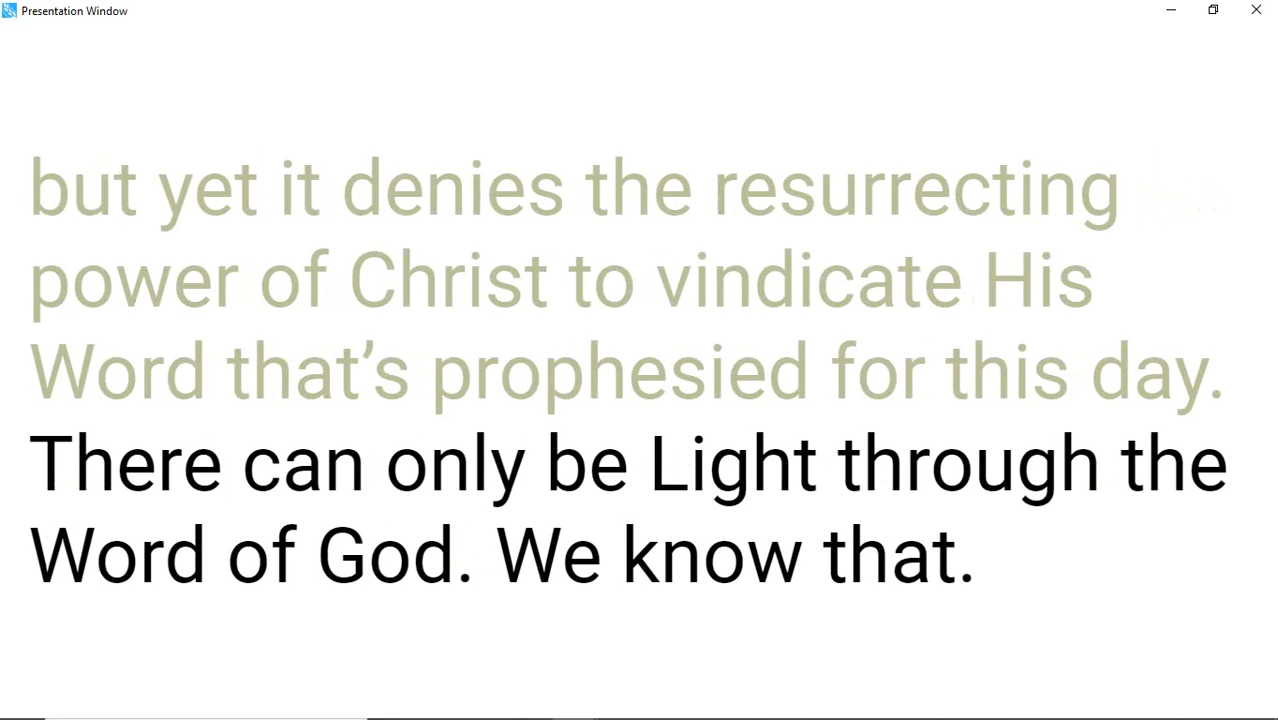 Presentation Window
but yet it denies the resurrecting
power of Christ to vindicate His
Word that’s prophesied for this day.
There can only be Light through the
Word of God. We know that.